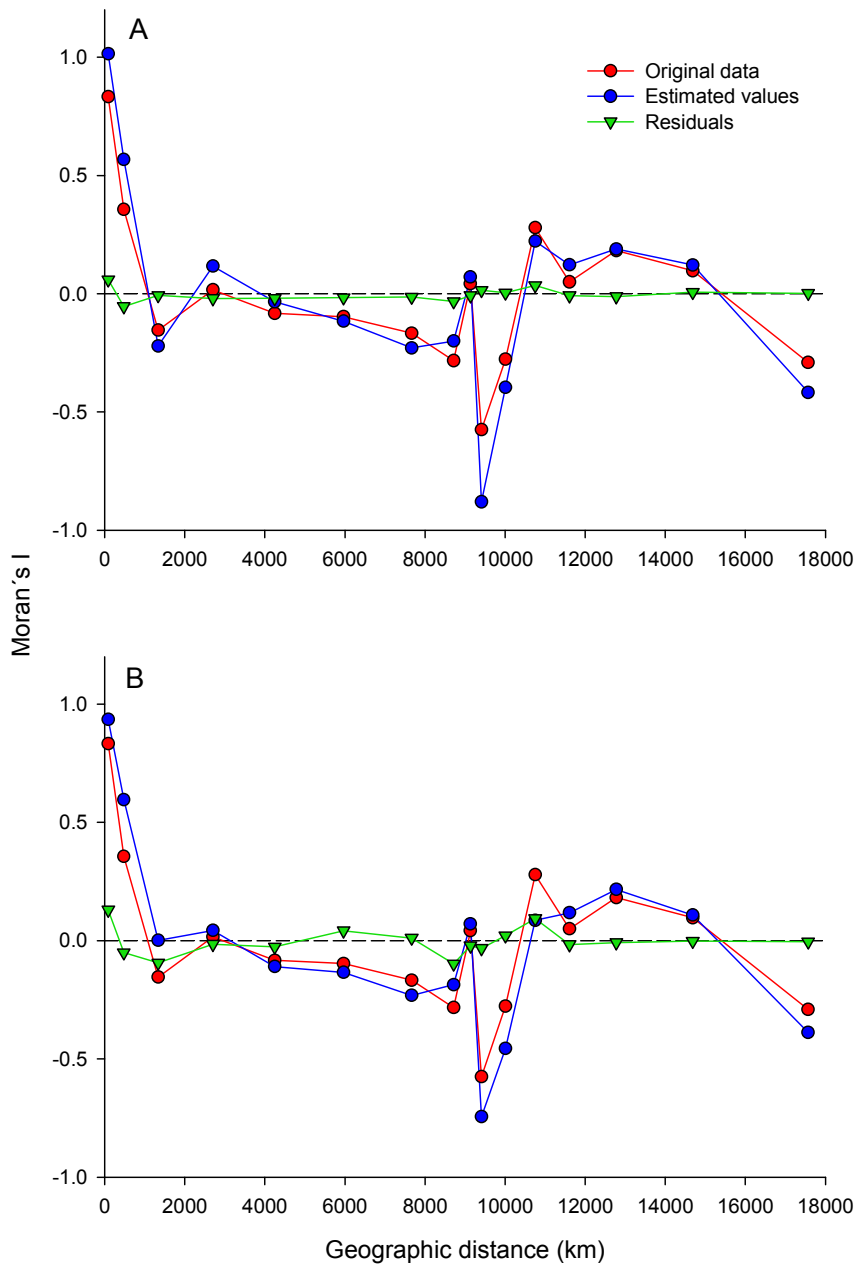 A
Original data
Estimated values
Residuals
1.0
0.5
0.0
-0.5
-1.0
0 2000 4000 6000 8000 10000 12000 14000 16000 18000
Moran´s I
B
1.0
0.5
0.0
-0.5
-1.0
0 2000 4000 6000 8000 10000 12000 14000 16000 18000
Geographic distance (km)